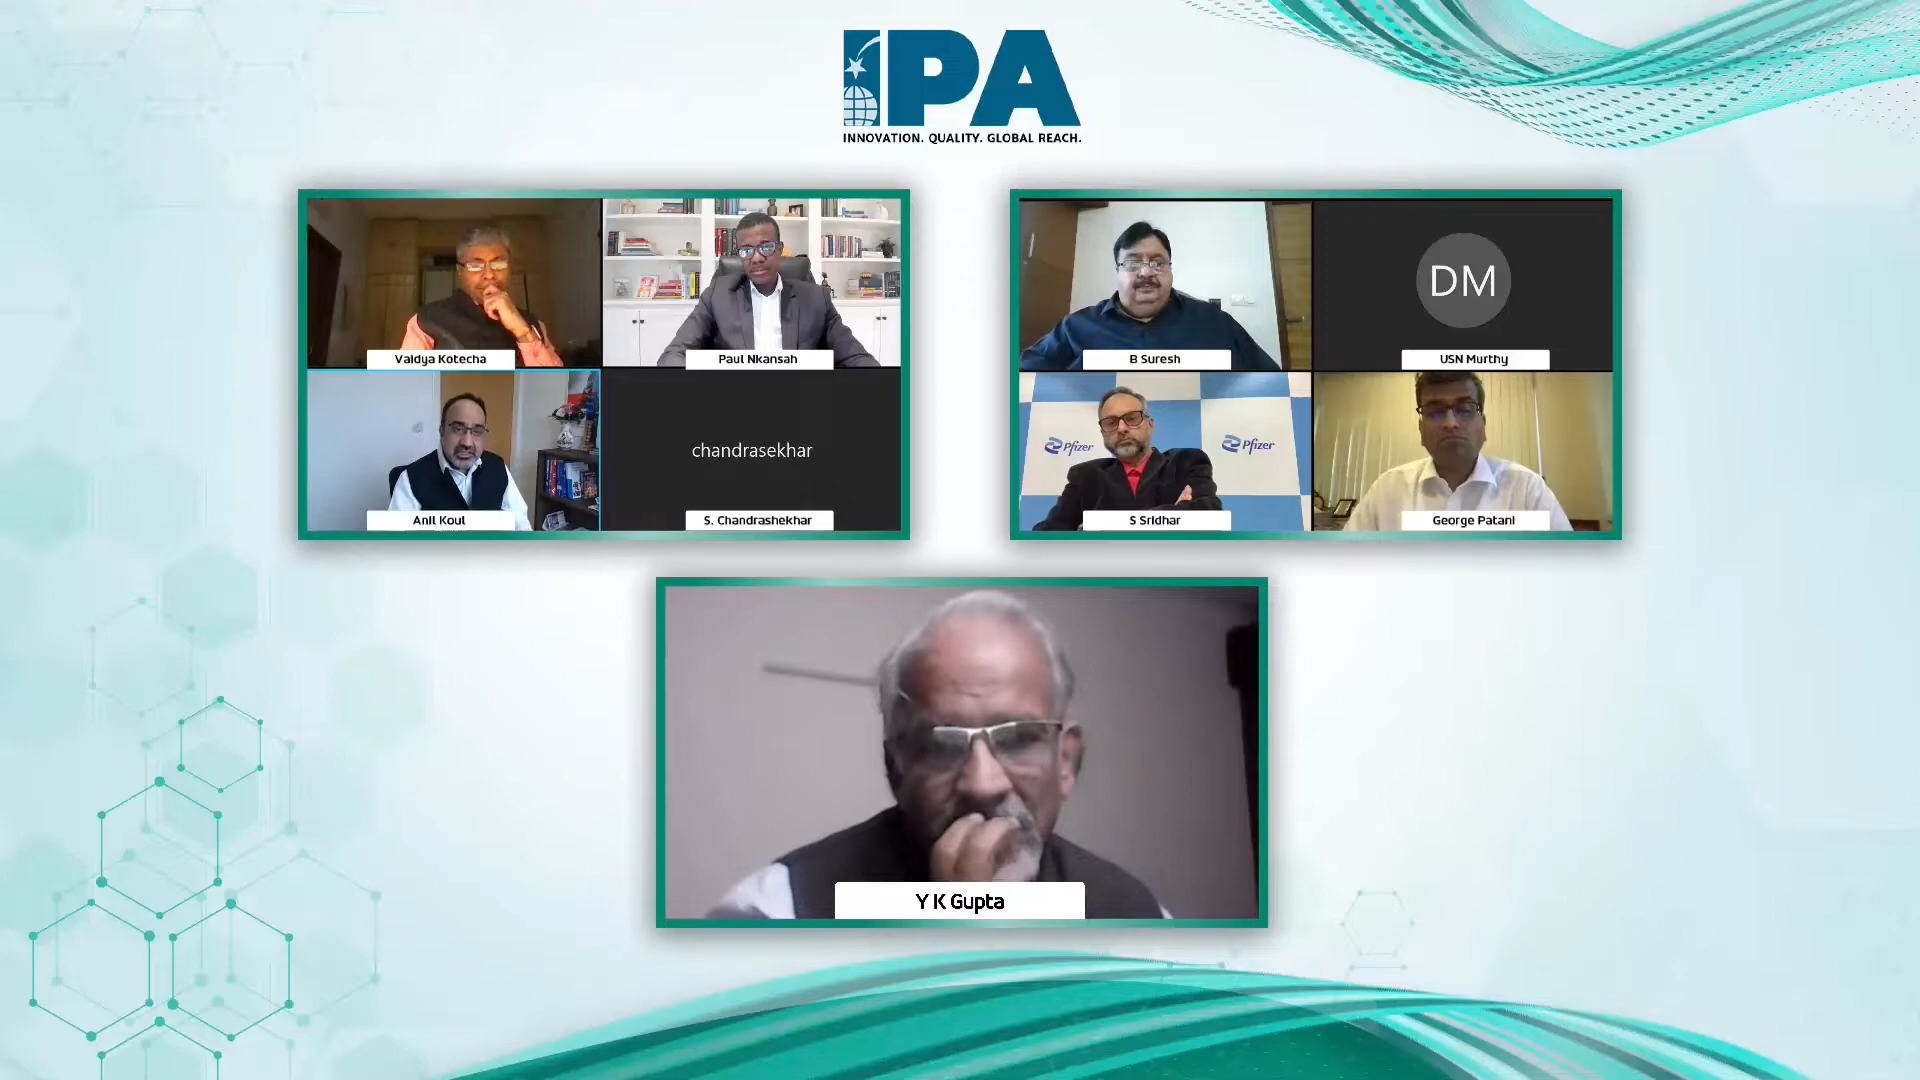 IPA
INNOVATION. QUALITY. GLOBAL REACH.
Vaidya Kotecha
Paul Nkansah
Anil Koul
chandrasekhar
S. Chandrashekhar
B Suresh
DM
USN Murthy
Pfizer
Pfizer
S Sridhar
George Patani
Y K Gupta